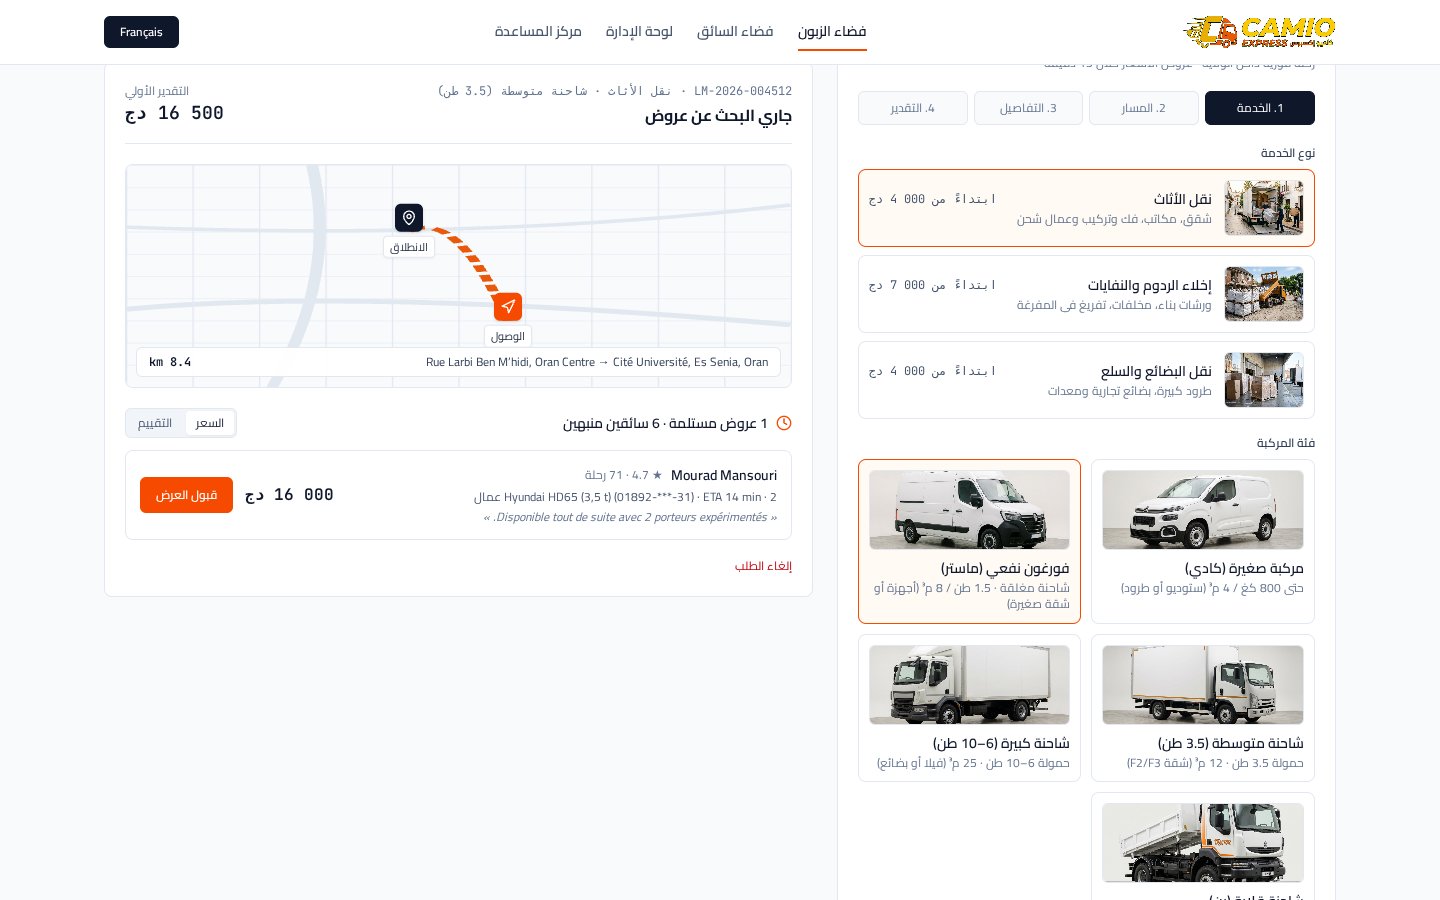 CAMIO
EXPRESS كاميو إكسبرس
فضاء الزبون
فضاء السائق
لوحة الإدارة
مركز المساعدة
Français
1. الخدمة
2. المسار
3. التفاصيل
4. التقدير
نوع الخدمة
نقل الأثاث
ابتداءً من 000 4 دج
شقق، مكاتب، فك وتركيب وعمال شحن
إخلاء الردوم والنفايات
ابتداءً من 000 7 دج
ورشات بناء، مخلفات، تفريغ في المفرغة
نقل البضائع والسلع
ابتداءً من 000 4 دج
طرود كبيرة، بضائع تجارية ومعدات
فئة المركبة
مركبة صغيرة (كادي)
حتى 800 كغ / 4 م³ (ستوديو أو طرود)
فورغون نفعي (ماستر)
شاحنة مغلقة · 1.5 طن / 8 م³ (أجهزة أو
شقة صغيرة)
شاحنة متوسطة (3.5 طن)
حمولة 3.5 طن · 12 م³ (شقة F2/F3)
شاحنة كبيرة (6–10 طن)
حمولة 6–10 طن · 25 م³ (فيلا أو بضائع)
LM-2026-004512 · نقل الأثاث · شاحنة متوسطة (3.5 طن)
جاري البحث عن عروض
التقدير الأولي
16 500 دج
الانطلاق
الوصول
Rue Larbi Ben M'hidi, Oran Centre → Cité Université, Es Senia, Oran
km 8.4
1 عروض مستلمة · 6 سائقين منبهين
السعر
التقييم
Mourad Mansouri ★ 4.7 · 71 رحلة
Hyundai HD65 (3,5 t) (01892-***-31) · ETA 14 min · 2 عمال
« Disponible tout de suite avec 2 porteurs expérimentés. »
16 000 دج
قبول العرض
إلغاء الطلب